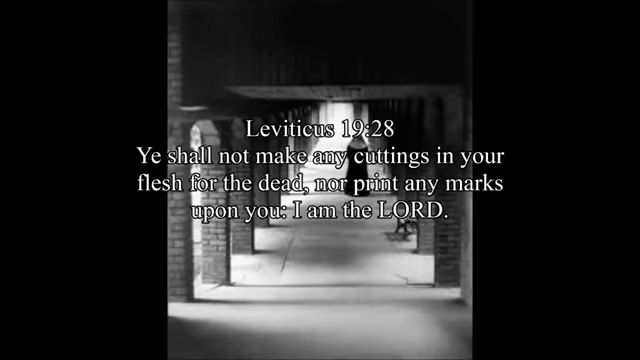 Leviticus 19:28
Ye shall not make any cuttings in your
flesh for the dead, nor print any marks
upon you: I am the LORD.